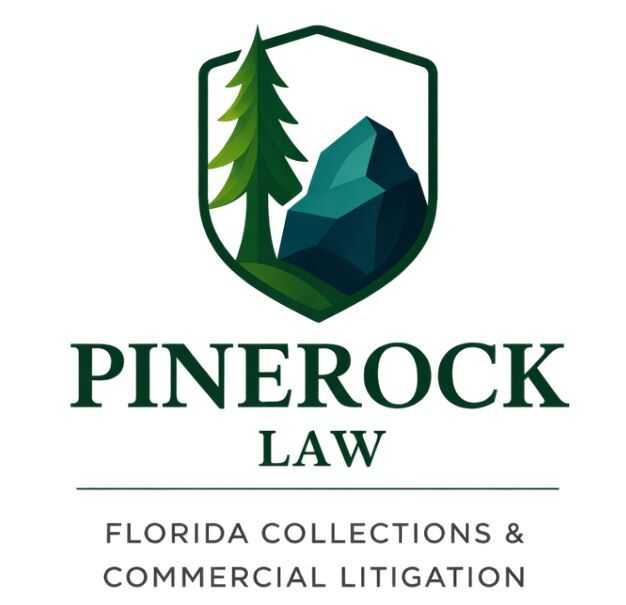 PINEROCK
LAW
FLORIDA COLLECTIONS &
COMMERCIAL LITIGATION